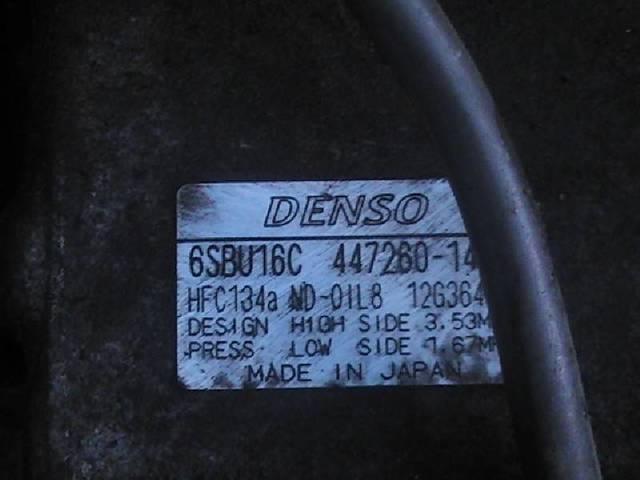 DENSO
6SBU16C 447260-14
HFC134a ND-OIL8 12G364
DESIGN HIGH SIDE 3.53M
PRESS LOW SIDE 1.67M
MADE IN JAPAN